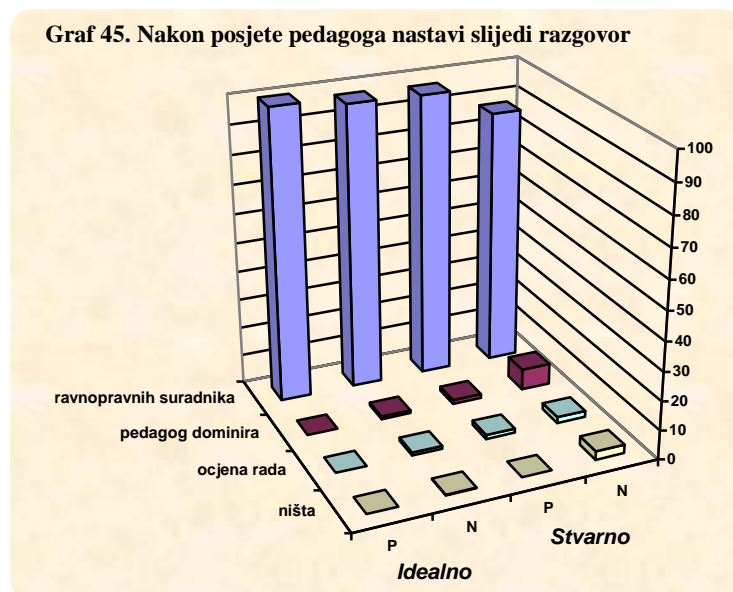 Graf 45. Nakon posjete pedagoga nastavi slijedi razgovor
100
90
80
70
60
50
40
30
20
10
0
ravnopravnih suradnika
pedagog dominira
ocjena rada
ništa
P
N
P
N
Idealno
Stvarno